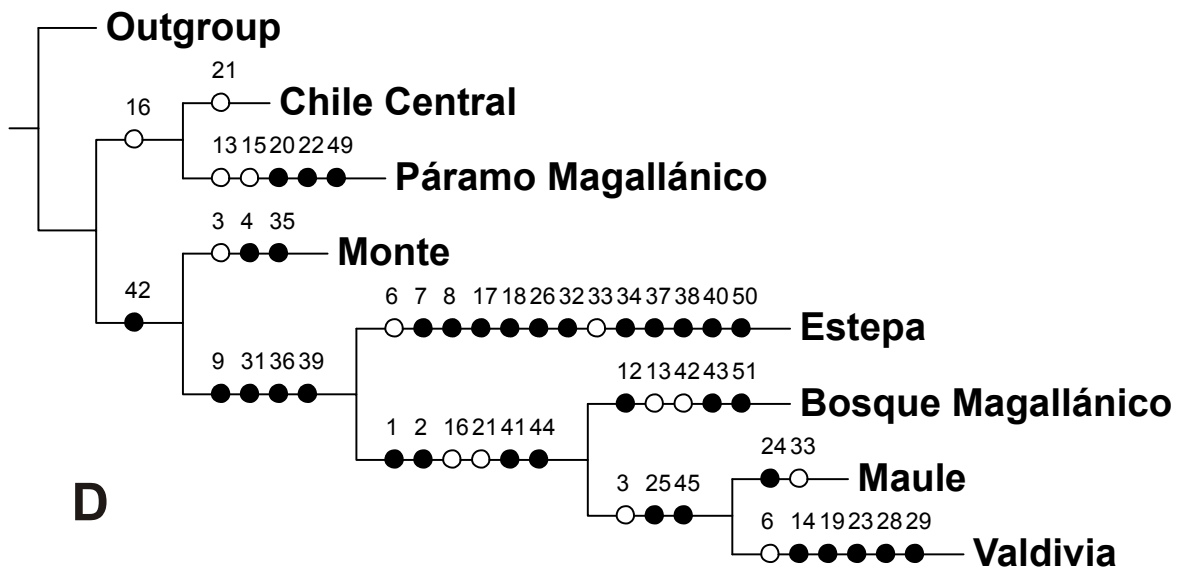 Outgroup
21
Chile Central
16
13 15 20 22 49
Páramo Magallánico
3 4 35
Monte
42
6 7 8 17 18 26 32 33 34 37 38 40 50
Estepa
9 31 36 39
12 13 42 43 51
Bosque Magallánico
1 2 16 21 41 44
24 33
Maule
3 25 45
6 14 19 23 28 29
Valdivia
D